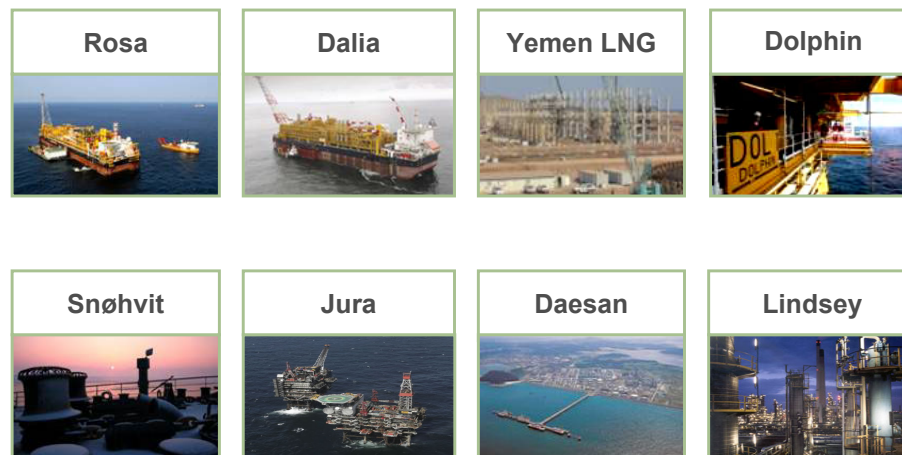 Rosa
Dalia
Yemen LNG
Dolphin
DOL
DOLPHIN
Snøhvit
Jura
Daesan
Lindsey